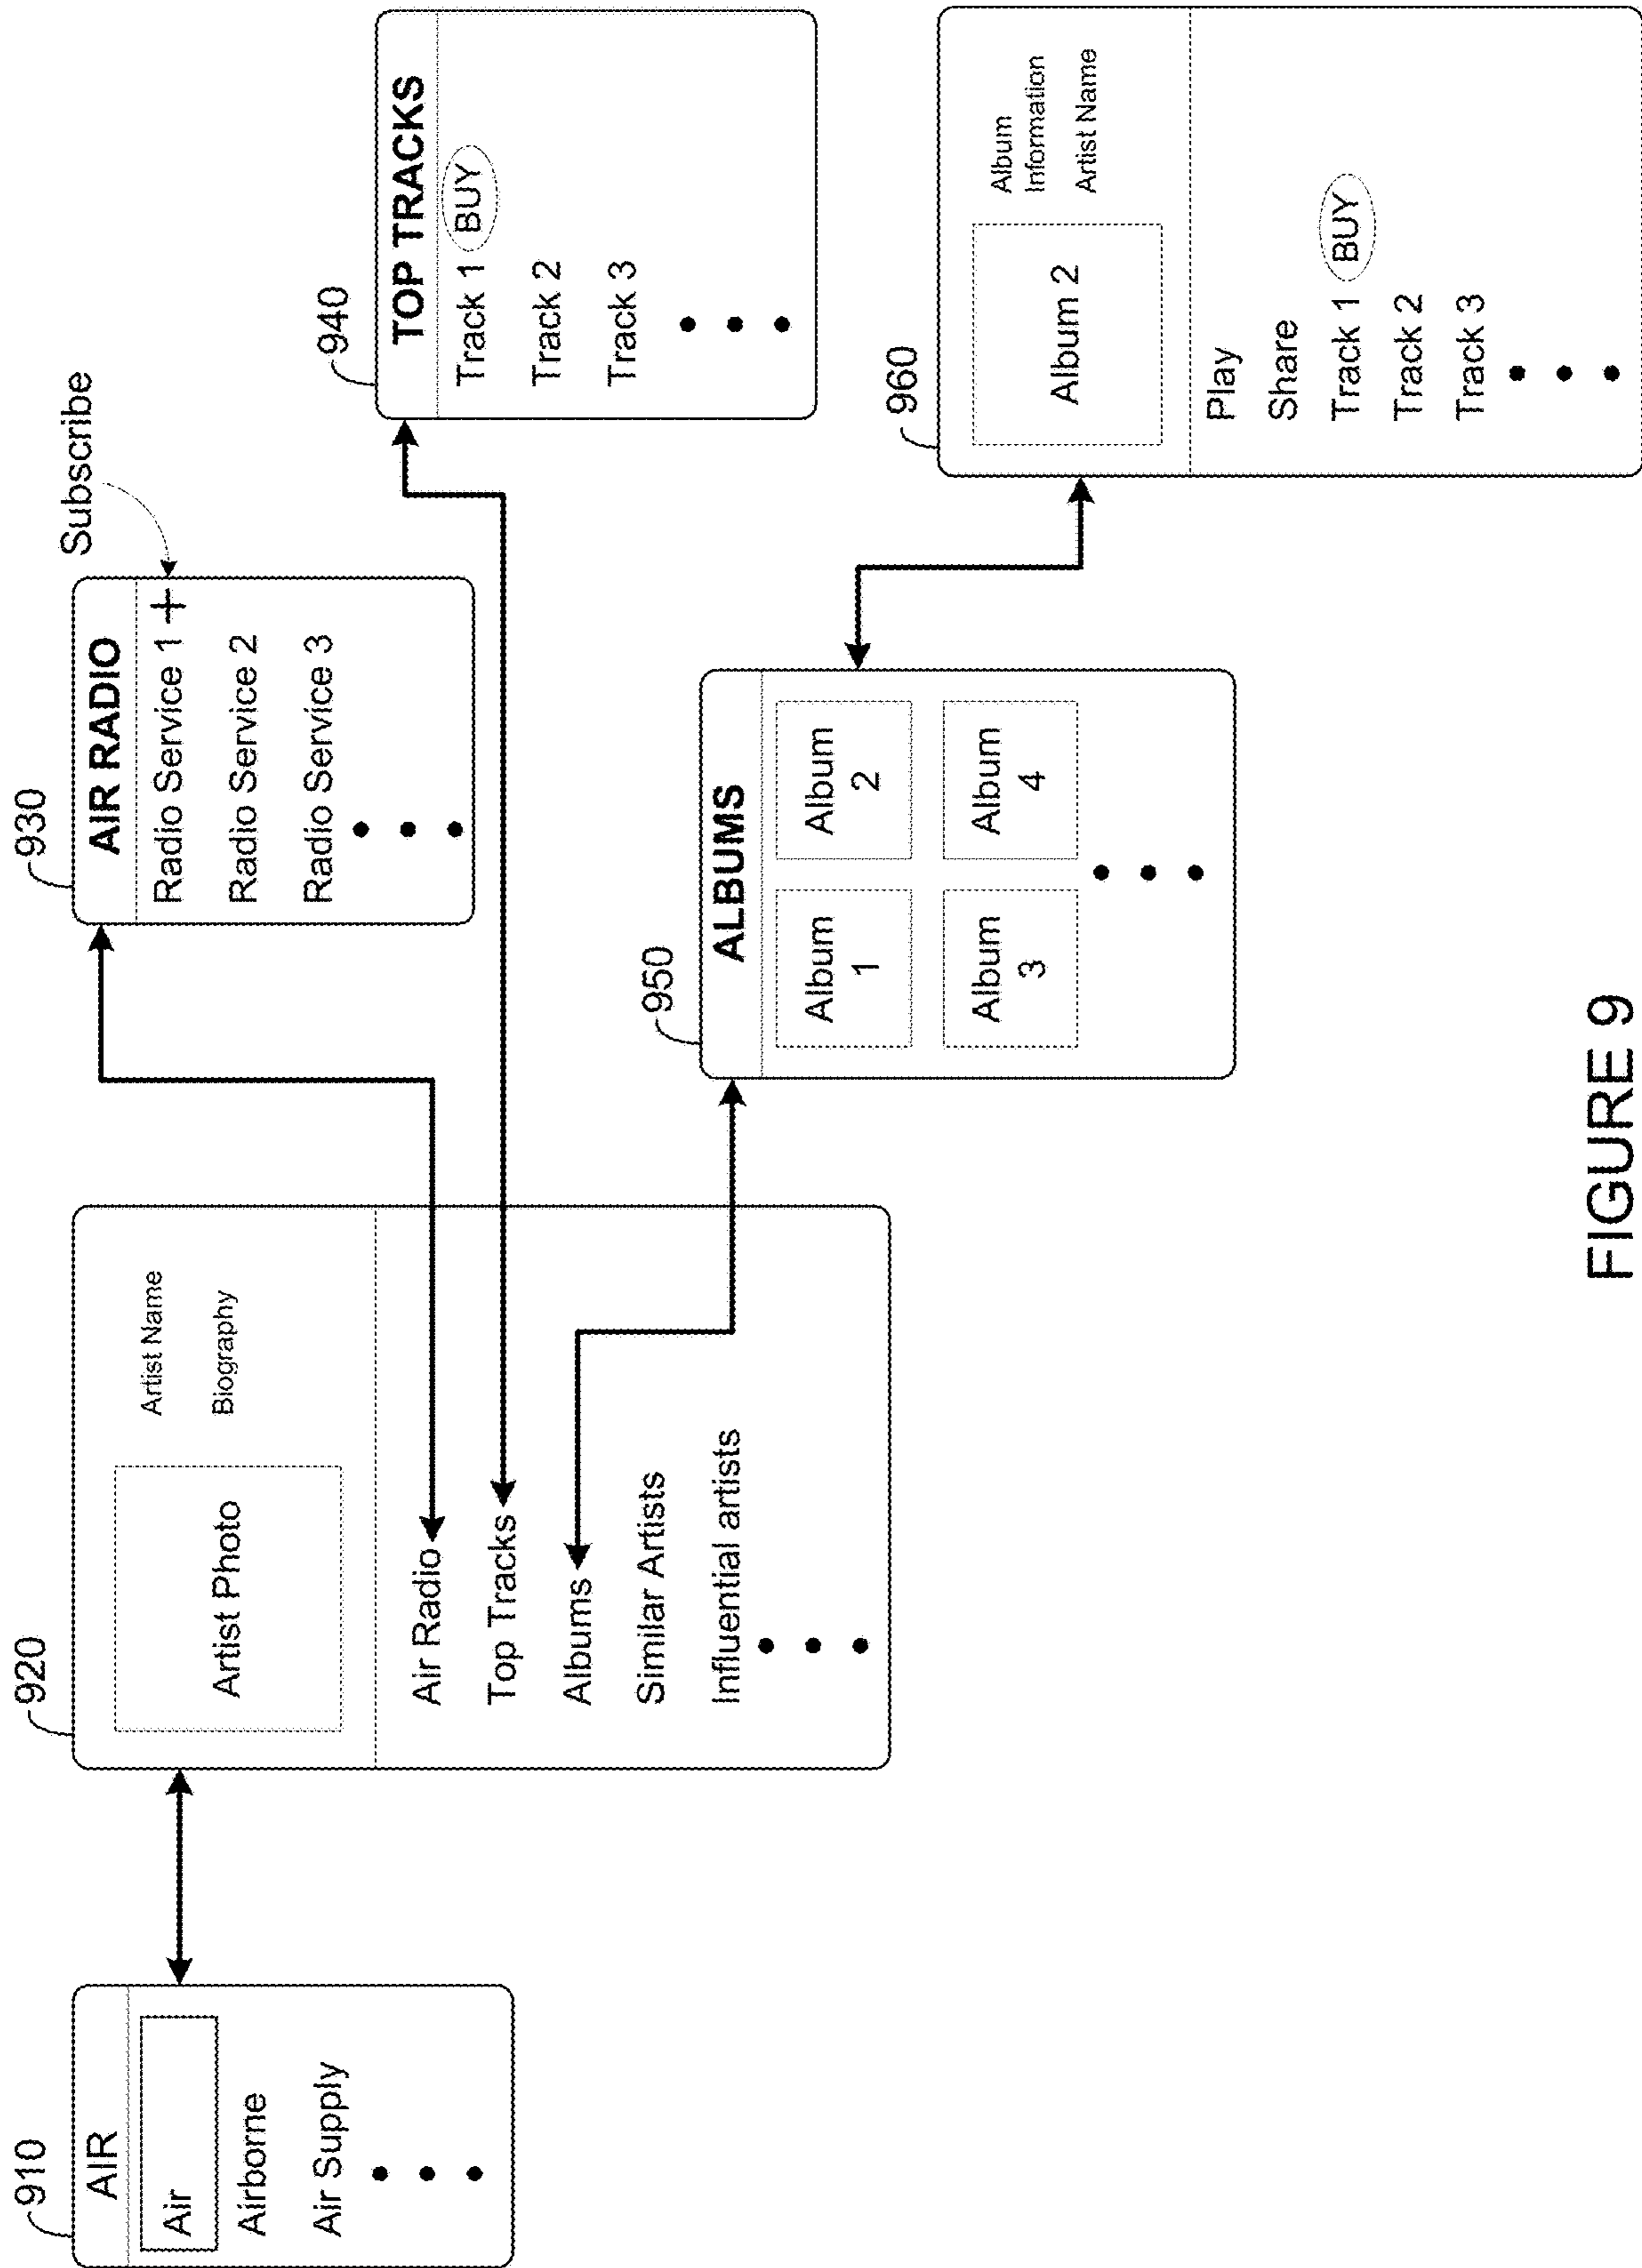 910
AIR
Air
Airborne
Air Supply
920
Artist Photo
Artist Name
Biography
Air Radio
Top Tracks
Albums
Similar Artists
Influential artists
930
AIR RADIO
Radio Service 1 +
Radio Service 2
Radio Service 3
Subscribe
940
TOP TRACKS
Track 1 BUY
Track 2
Track 3
950
ALBUMS
Album
1
Album
2
Album
3
Album
4
960
Album 2
Album
Information
Artist Name
Play
Share
Track 1 BUY
Track 2
Track 3
FIGURE 9